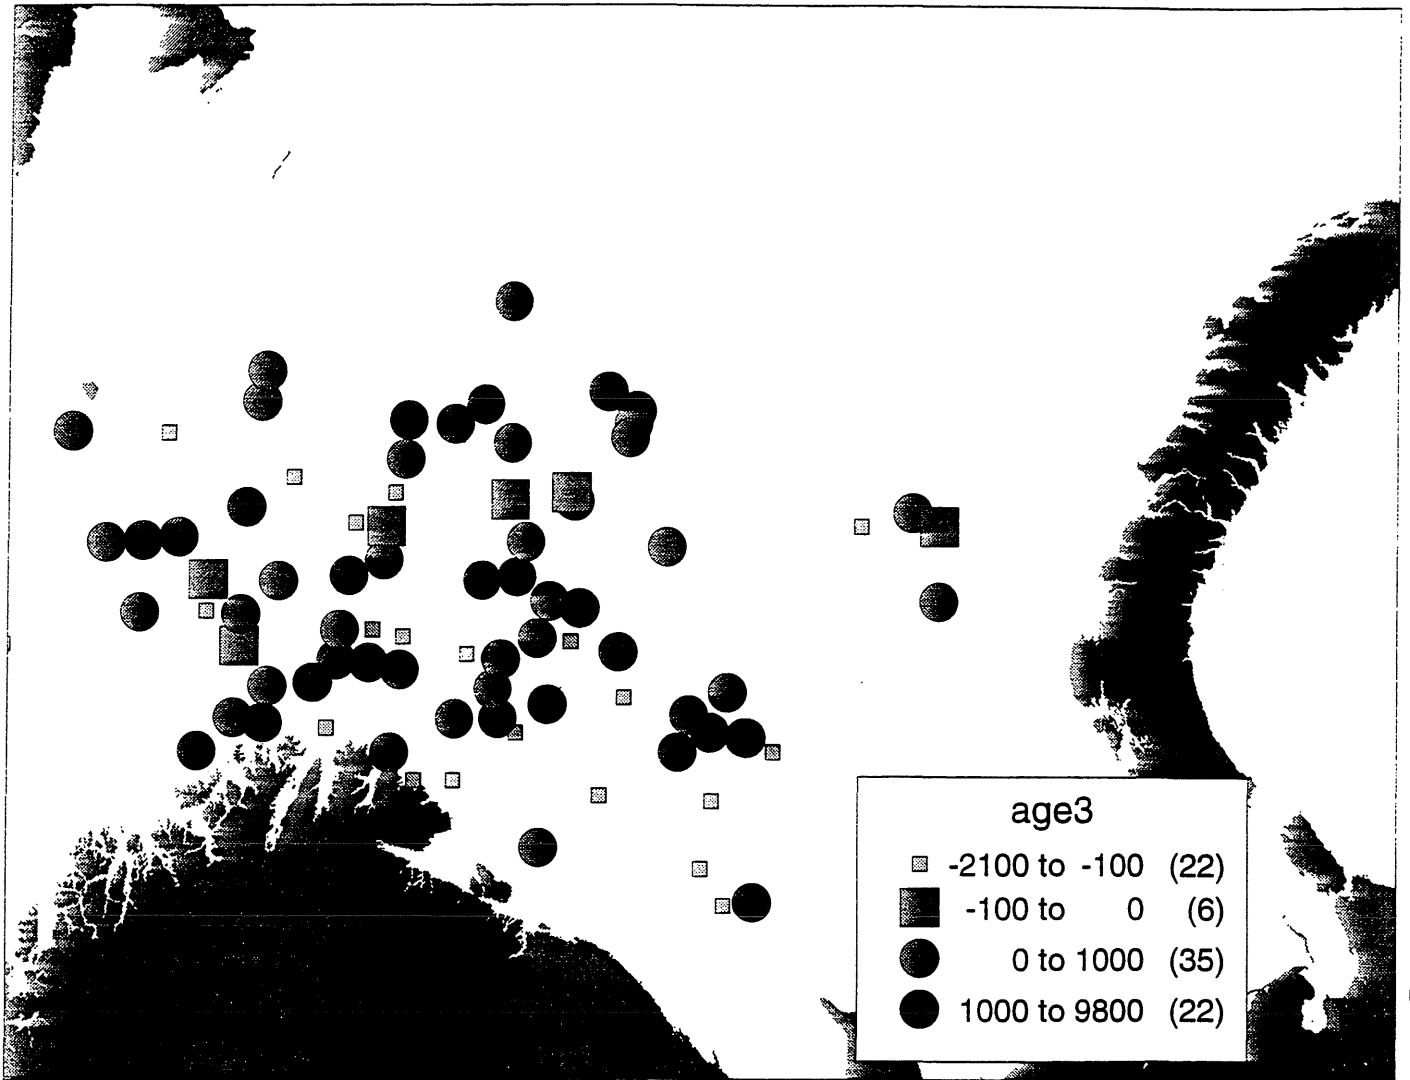 age3
-2100 to -100 (22)
-100 to 0 (6)
0 to 1000 (35)
1000 to 9800 (22)